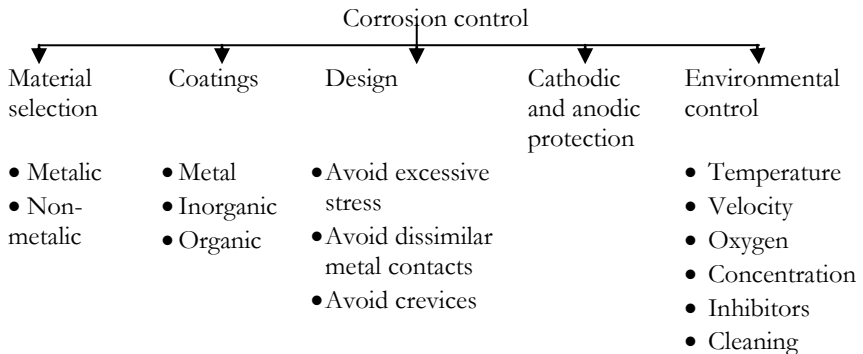 Corrosion control
Material
selection
• Metalic
• Non-
metalic
Coatings
• Metal
• Inorganic
• Organic
Design
• Avoid excessive
stress
• Avoid dissimilar
metal contacts
• Avoid crevices
Cathodic
and anodic
protection
Environmental
control
• Temperature
• Velocity
• Oxygen
• Concentration
• Inhibitors
• Cleaning